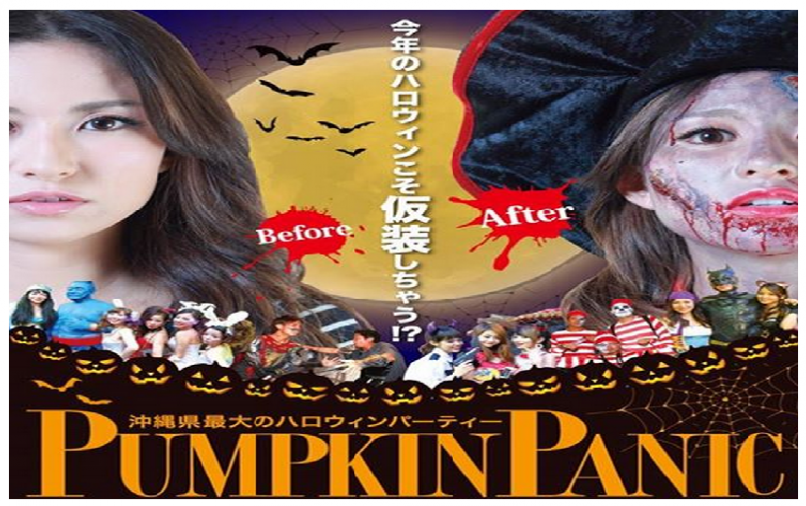 今年のハロウィンこそ仮装しちゃう!?
Before
After
沖縄県最大のハロウィンパーティー
PUMPKIN PANIC